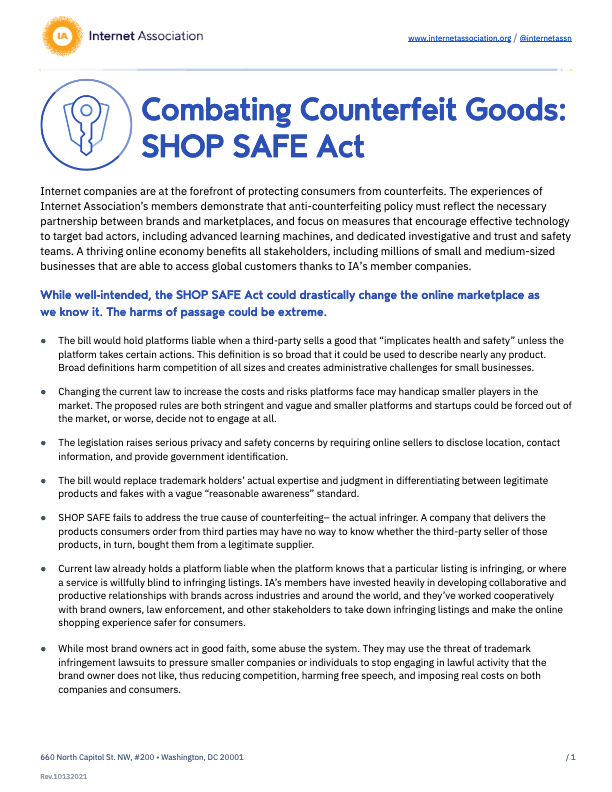 IA Internet Association
www.internetassociation.org / @internetassn
Combating Counterfeit Goods:
SHOP SAFE Act
Internet companies are at the forefront of protecting consumers from counterfeits. The experiences of
Internet Association’s members demonstrate that anti-counterfeiting policy must reflect the necessary
partnership between brands and marketplaces, and focus on measures that encourage effective technology
to target bad actors, including advanced learning machines, and dedicated investigative and trust and safety
teams. A thriving online economy benefits all stakeholders, including millions of small and medium-sized
businesses that are able to access global customers thanks to IA’s member companies.
While well-intended, the SHOP SAFE Act could drastically change the online marketplace as
we know it. The harms of passage could be extreme.
● The bill would hold platforms liable when a third-party sells a good that “implicates health and safety” unless the
platform takes certain actions. This definition is so broad that it could be used to describe nearly any product.
Broad definitions harm competition of all sizes and creates administrative challenges for small businesses.
● Changing the current law to increase the costs and risks platforms face may handicap smaller players in the
market. The proposed rules are both stringent and vague and smaller platforms and startups could be forced out of
the market, or worse, decide not to engage at all.
● The legislation raises serious privacy and safety concerns by requiring online sellers to disclose location, contact
information, and provide government identification.
● The bill would replace trademark holders’ actual expertise and judgment in differentiating between legitimate
products and fakes with a vague “reasonable awareness” standard.
● SHOP SAFE fails to address the true cause of counterfeiting– the actual infringer. A company that delivers the
products consumers order from third parties may have no way to know whether the third-party seller of those
products, in turn, bought them from a legitimate supplier.
● Current law already holds a platform liable when the platform knows that a particular listing is infringing, or where
a service is willfully blind to infringing listings. IA’s members have invested heavily in developing collaborative and
productive relationships with brands across industries and around the world, and they’ve worked cooperatively
with brand owners, law enforcement, and other stakeholders to take down infringing listings and make the online
shopping experience safer for consumers.
● While most brand owners act in good faith, some abuse the system. They may use the threat of trademark
infringement lawsuits to pressure smaller companies or individuals to stop engaging in lawful activity that the
brand owner does not like, thus reducing competition, harming free speech, and imposing real costs on both
companies and consumers.
660 North Capitol St. NW, #200 • Washington, DC 20001
/ 1
Rev.10132021